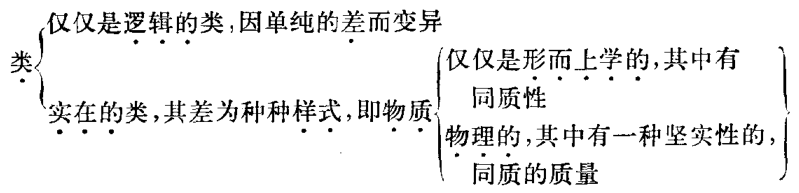 类
仅仅是逻辑的类,因单纯的差而变异
实在的类,其差为种种样式,即物质
仅仅是形而上学的,其中有
同质性
物理的,其中有一种坚实性的,
同质的质量